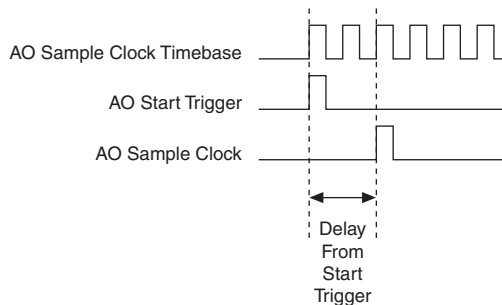 AO Sample Clock Timebase
AO Start Trigger
AO Sample Clock
Delay
From
Start
Trigger